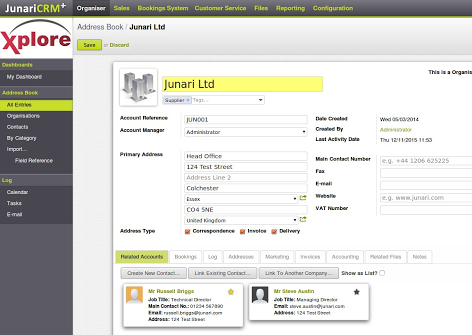 JunariCRM+
Organiser Sales Bookings System Customer Service Files Reporting Configuration
Xplore
Address Book / Junari Ltd
Save or Discard
Dashboards
My Dashboard
Address Book
All Entries
Organisations
Contacts
By Category
Import...
Field Reference
Log
Calendar
Tasks
E-mail
This is a Organis
Junari Ltd
Supplier × Tags...
Account Reference JUN001
Account Manager Administrator
Date Created Wed 05/03/2014
Created By Administrator
Last Activity Date Thu 12/11/2015 11:53
Primary Address Head Office
124 Test Street
Address Line 2
Colchester
Essex
CO4 5NE
United Kingdom
Main Contact Number e.g. +44 1206 625225
Fax
E-mail
Website e.g. www.junari.com
VAT Number
Address Type Correspondence Invoice Delivery
Related Accounts Bookings Log Addresses Marketing Invoices Accounting Related Files Notes
Create New Contact... Link Existing Contact... Link To Another Company... Show as List?
Mr Russell Briggs
Job Title: Technical Director
Main Contact No.: 01234 567890
Email: russell.briggs@junari.com
Address: 124 Test Street
Mr Steve Austin
Job Title: Managing Director
Email: steve.austin@junari.com
Address: 124 Test Street